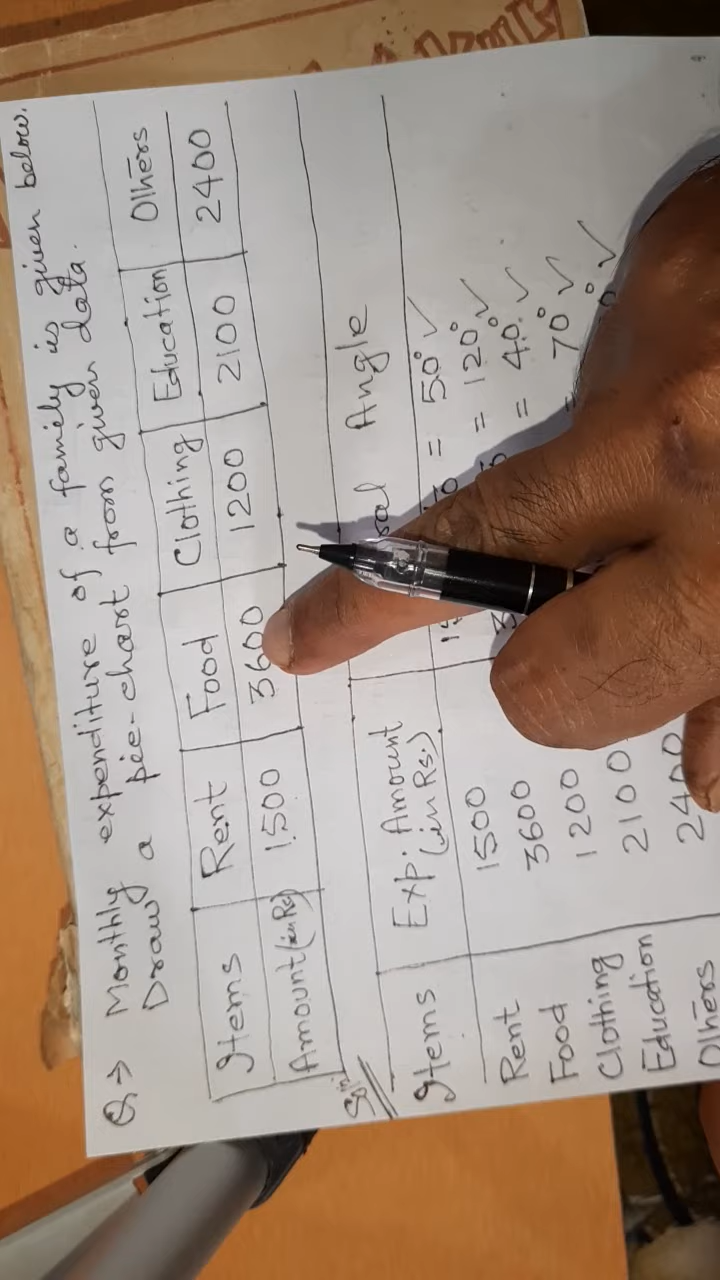 Q → Monthly expenditure of a family is given below.
Draw a pie-chart from given data.
Items Rent Food Clothing Education Others
Amount (in Rs) 1500 3600 1200 2100 2400
Soln.
Items Exp. Amount (in Rs.) Angle
Rent 1500 = 50° ✓
Food 3600 = 120° ✓
Clothing 1200 = 40° ✓
Education 2100 = 70° ✓
Others 2400 ✓